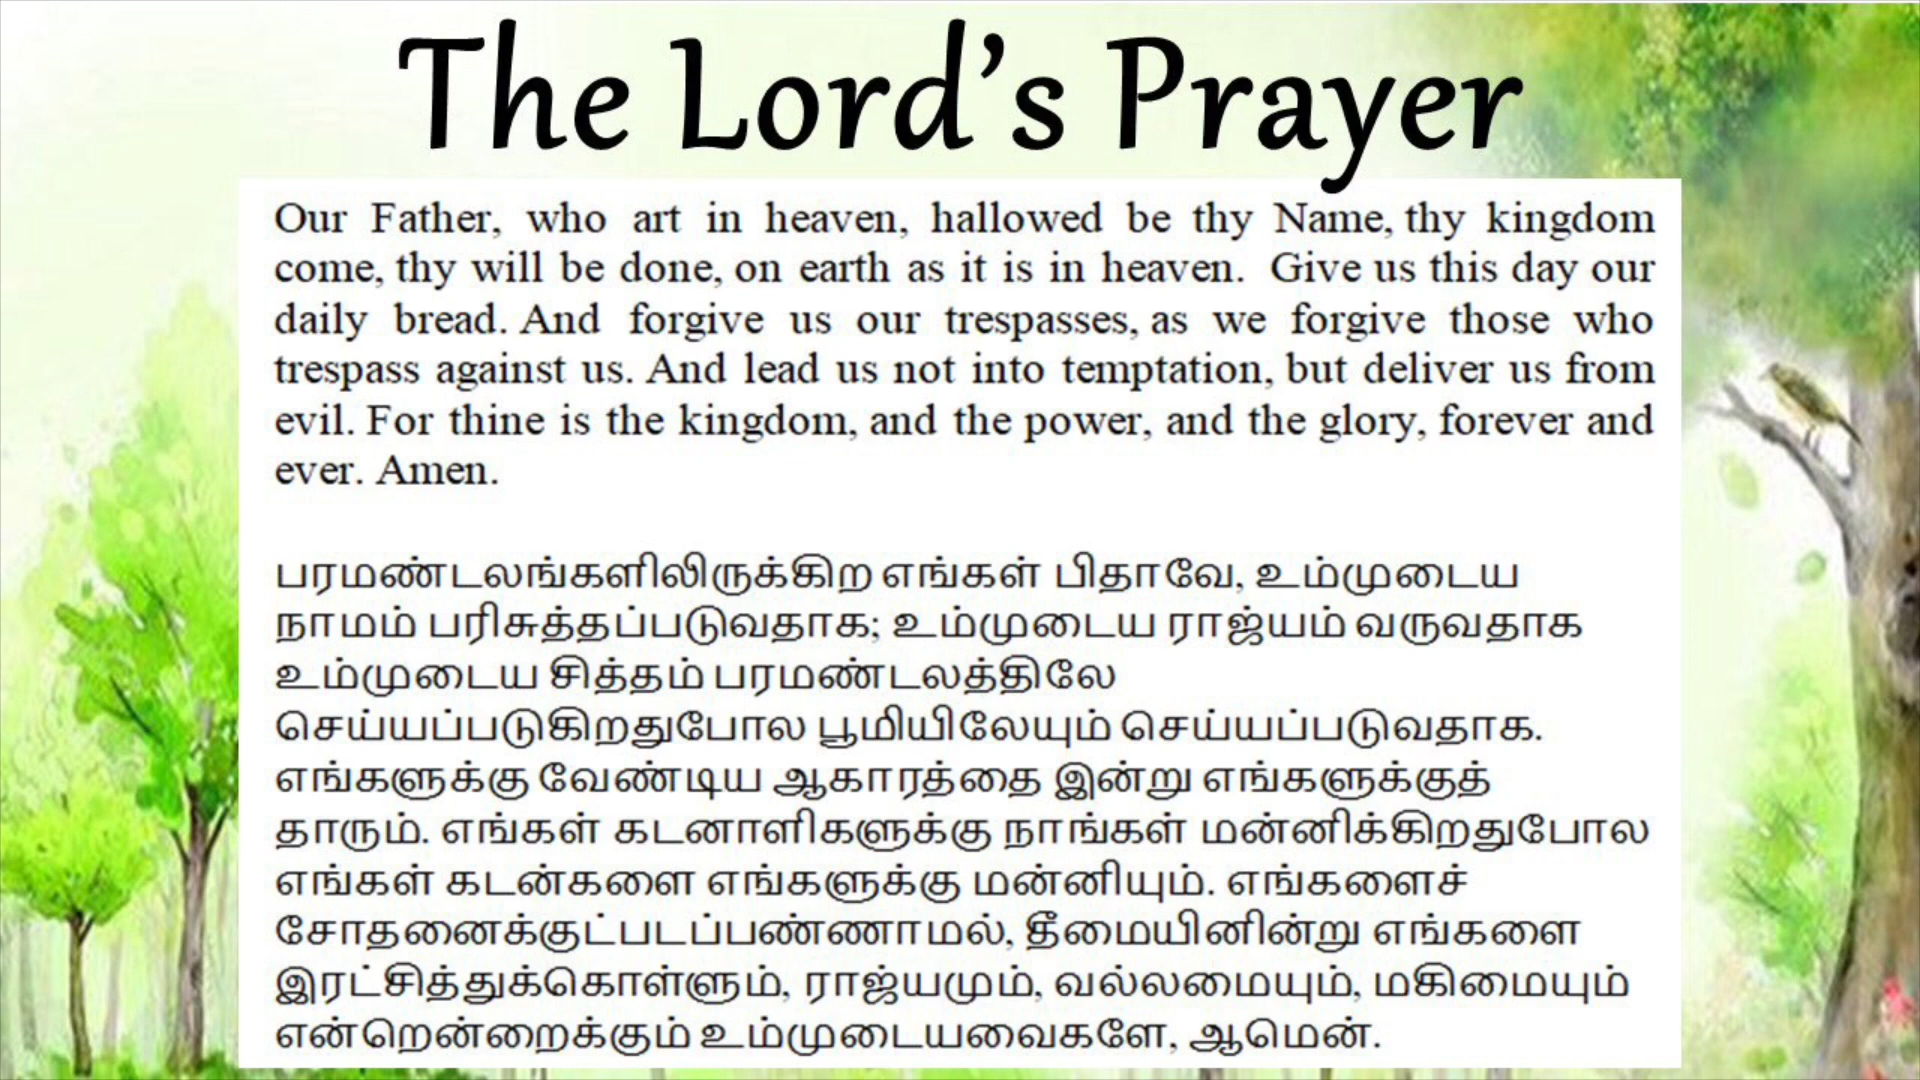 The Lord’s Prayer
Our Father, who art in heaven, hallowed be thy Name, thy kingdom
come, thy will be done, on earth as it is in heaven. Give us this day our
daily bread. And forgive us our trespasses, as we forgive those who
trespass against us. And lead us not into temptation, but deliver us from
evil. For thine is the kingdom, and the power, and the glory, forever and
ever. Amen.
பரமண்டலங்களிலிருக்கிற எங்கள் பிதாவே, உம்முடைய
நாமம் பரிசுத்தப்படுவதாக; உம்முடைய ராஜ்யம் வருவதாக
உம்முடைய சித்தம் பரமண்டலத்திலே
செய்யப்படுகிறதுபோல பூமியிலேயும் செய்யப்படுவதாக.
எங்களுக்கு வேண்டிய ஆகாரத்தை இன்று எங்களுக்குத்
தாரும். எங்கள் கடனாளிகளுக்கு நாங்கள் மன்னிக்கிறதுபோல
எங்கள் கடன்களை எங்களுக்கு மன்னியும். எங்களைச்
சோதனைக்குட்படப்பண்ணாமல், தீமையினின்று எங்களை
இரட்சித்துக்கொள்ளும், ராஜ்யமும், வல்லமையும், மகிமையும்
என்றென்றைக்கும் உம்முடையவைகளே, ஆமென்.